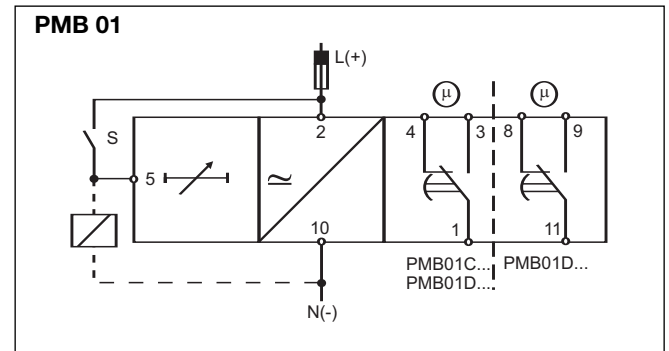 PMB 01
L(+)
μ
μ
S
2
4
3
8
9
5
≃
10
1
11
PMB01C...
PMB01D...
PMB01D...
N(-)